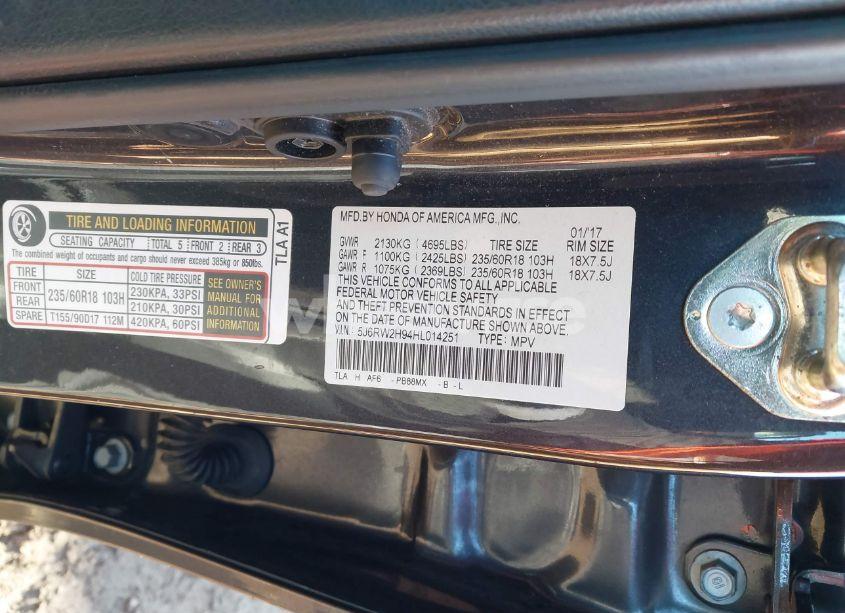 TIRE AND LOADING INFORMATION
SEATING CAPACITY TOTAL 5 FRONT 2 REAR 3
The combined weight of occupants and cargo should never exceed 385kg or 850lbs.
TIRE SIZE COLD TIRE PRESSURE
FRONT 235/60R18 103H 230KPA, 33PSI
REAR 210KPA, 30PSI
SPARE T155/90D17 112M 420KPA, 60PSI
SEE OWNER'S
MANUAL FOR
ADDITIONAL
INFORMATION
TLA A1
MFD.BY HONDA OF AMERICA MFG.,INC. 01/17
GVWR 2130KG ( 4695LBS) TIRE SIZE RIM SIZE
GAWR F 1100KG (2425LBS) 235/60R18 103H 18X7.5J
GAWR R 1075KG (2369LBS) 235/60R18 103H 18X7.5J
THIS VEHICLE CONFORMS TO ALL APPLICABLE
FEDERAL MOTOR VEHICLE SAFETY
AND THEFT PREVENTION STANDARDS IN EFFECT
ON THE DATE OF MANUFACTURE SHOWN ABOVE.
V.I.N: 5J6RW2H94HL014251 TYPE: MPV
TLA H AF6 -PB88MX -B -L